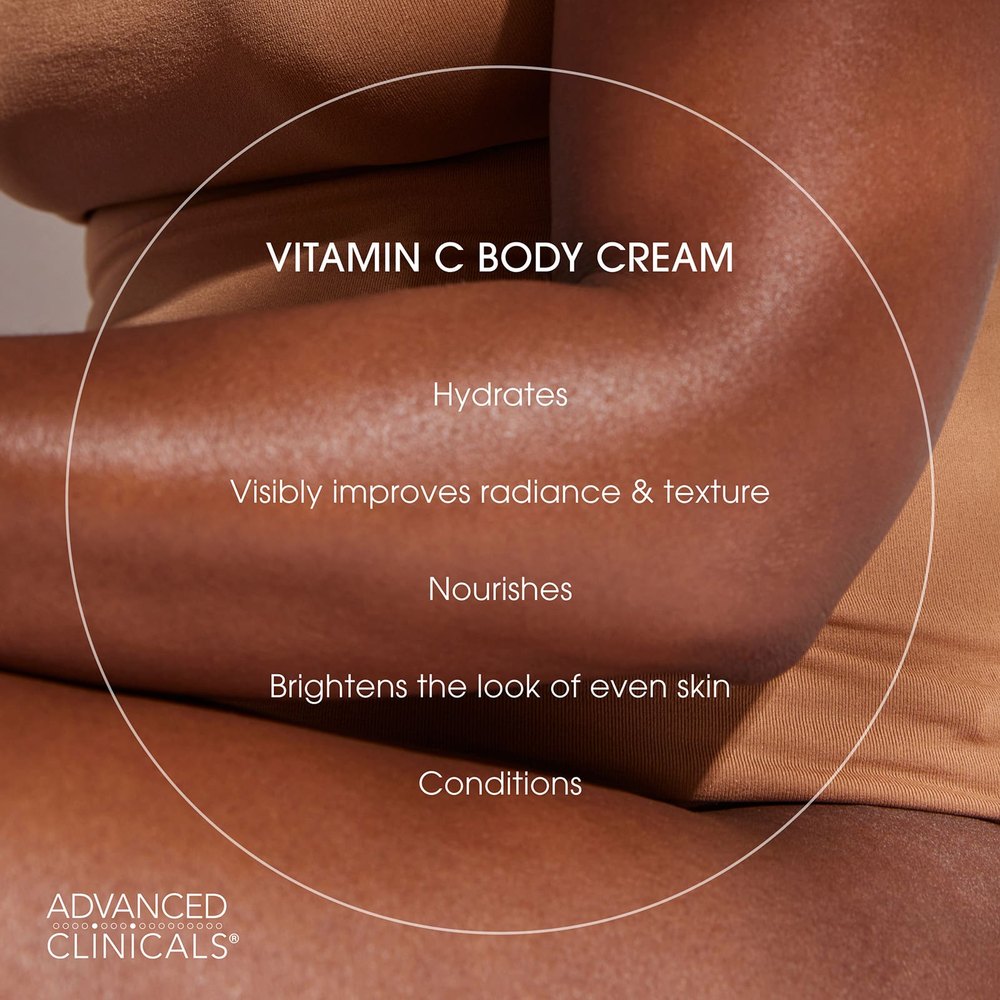 VITAMIN C BODY CREAM
Hydrates
Visibly improves radiance & texture
Nourishes
Brightens the look of even skin
Conditions
ADVANCED
CLINICALS®